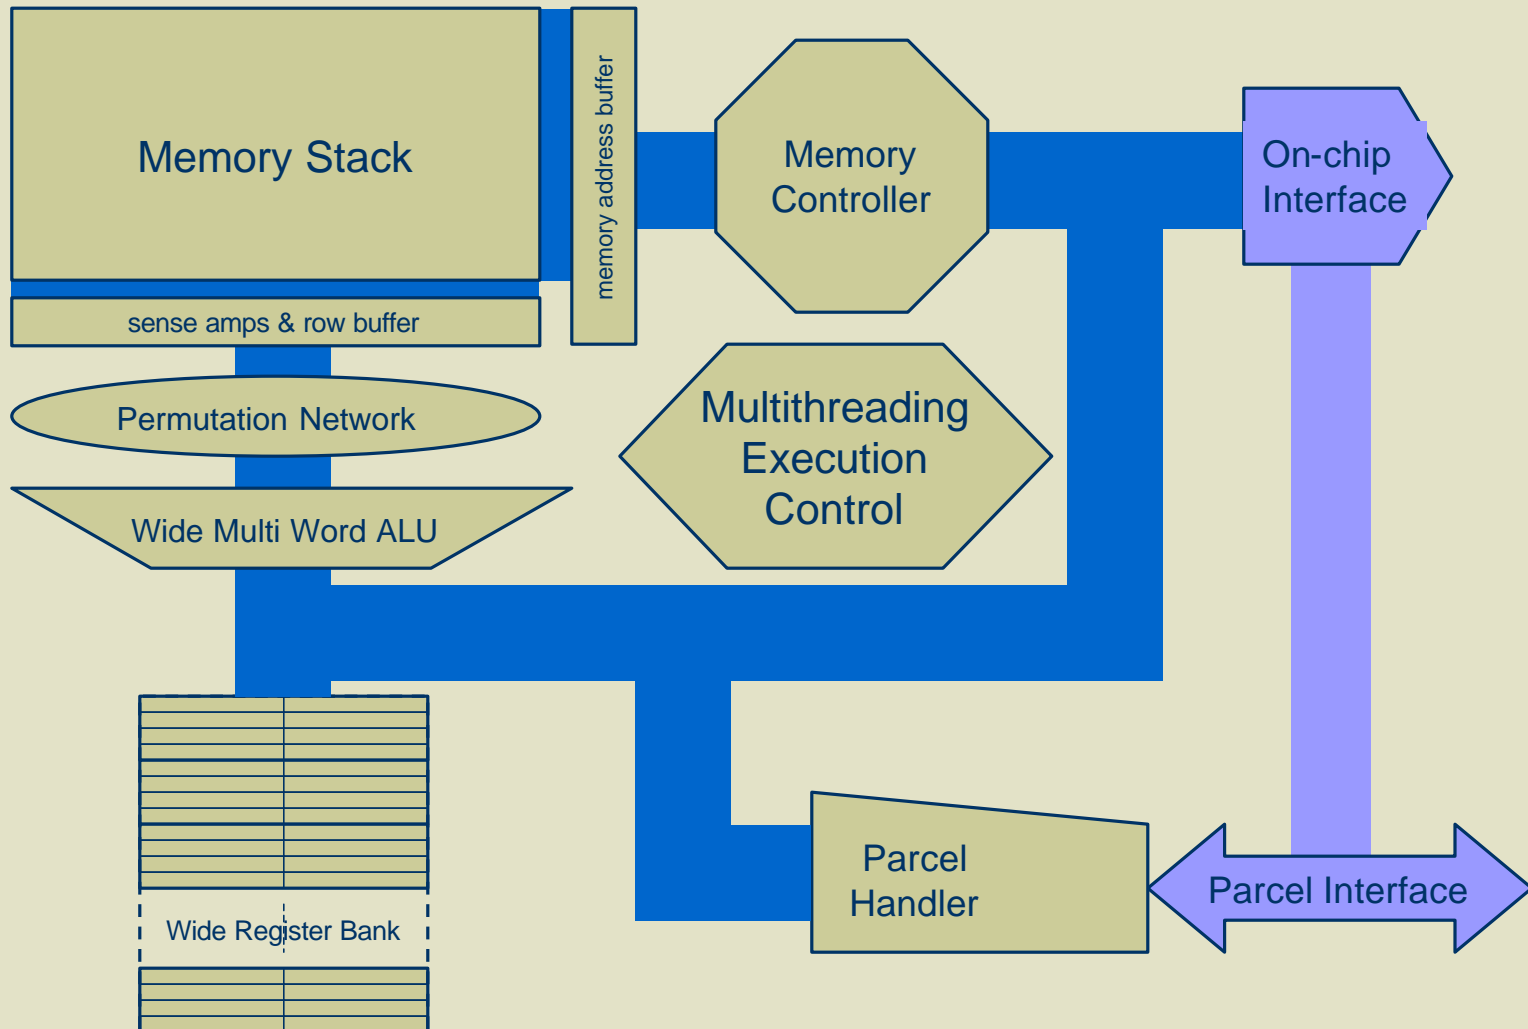 Memory Stack
memory address buffer
Memory
Controller
On-chip
Interface
sense amps & row buffer
Permutation Network
Multithreading
Execution
Control
Wide Multi Word ALU
Parcel
Handler
Parcel Interface
Wide Register Bank